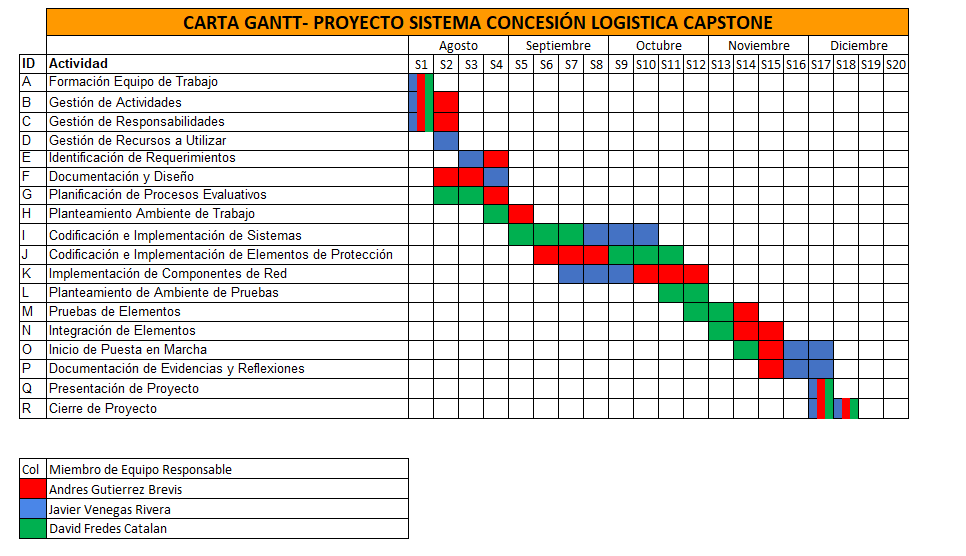 CARTA GANTT- PROYECTO SISTEMA CONCESIÓN LOGISTICA CAPSTONE
Agosto Septiembre Octubre Noviembre Diciembre
ID Actividad S1 S2 S3 S4 S5 S6 S7 S8 S9 S10 S11 S12 S13 S14 S15 S16 S17 S18 S19 S20
A Formación Equipo de Trabajo
B Gestión de Actividades
C Gestión de Responsabilidades
D Gestión de Recursos a Utilizar
E Identificación de Requerimientos
F Documentación y Diseño
G Planificación de Procesos Evaluativos
H Planteamiento Ambiente de Trabajo
I Codificación e Implementación de Sistemas
J Codificación e Implementación de Elementos de Protección
K Implementación de Componentes de Red
L Planteamiento de Ambiente de Pruebas
M Pruebas de Elementos
N Integración de Elementos
O Inicio de Puesta en Marcha
P Documentación de Evidencias y Reflexiones
Q Presentación de Proyecto
R Cierre de Proyecto
Col Miembro de Equipo Responsable
Andres Gutierrez Brevis
Javier Venegas Rivera
David Fredes Catalan